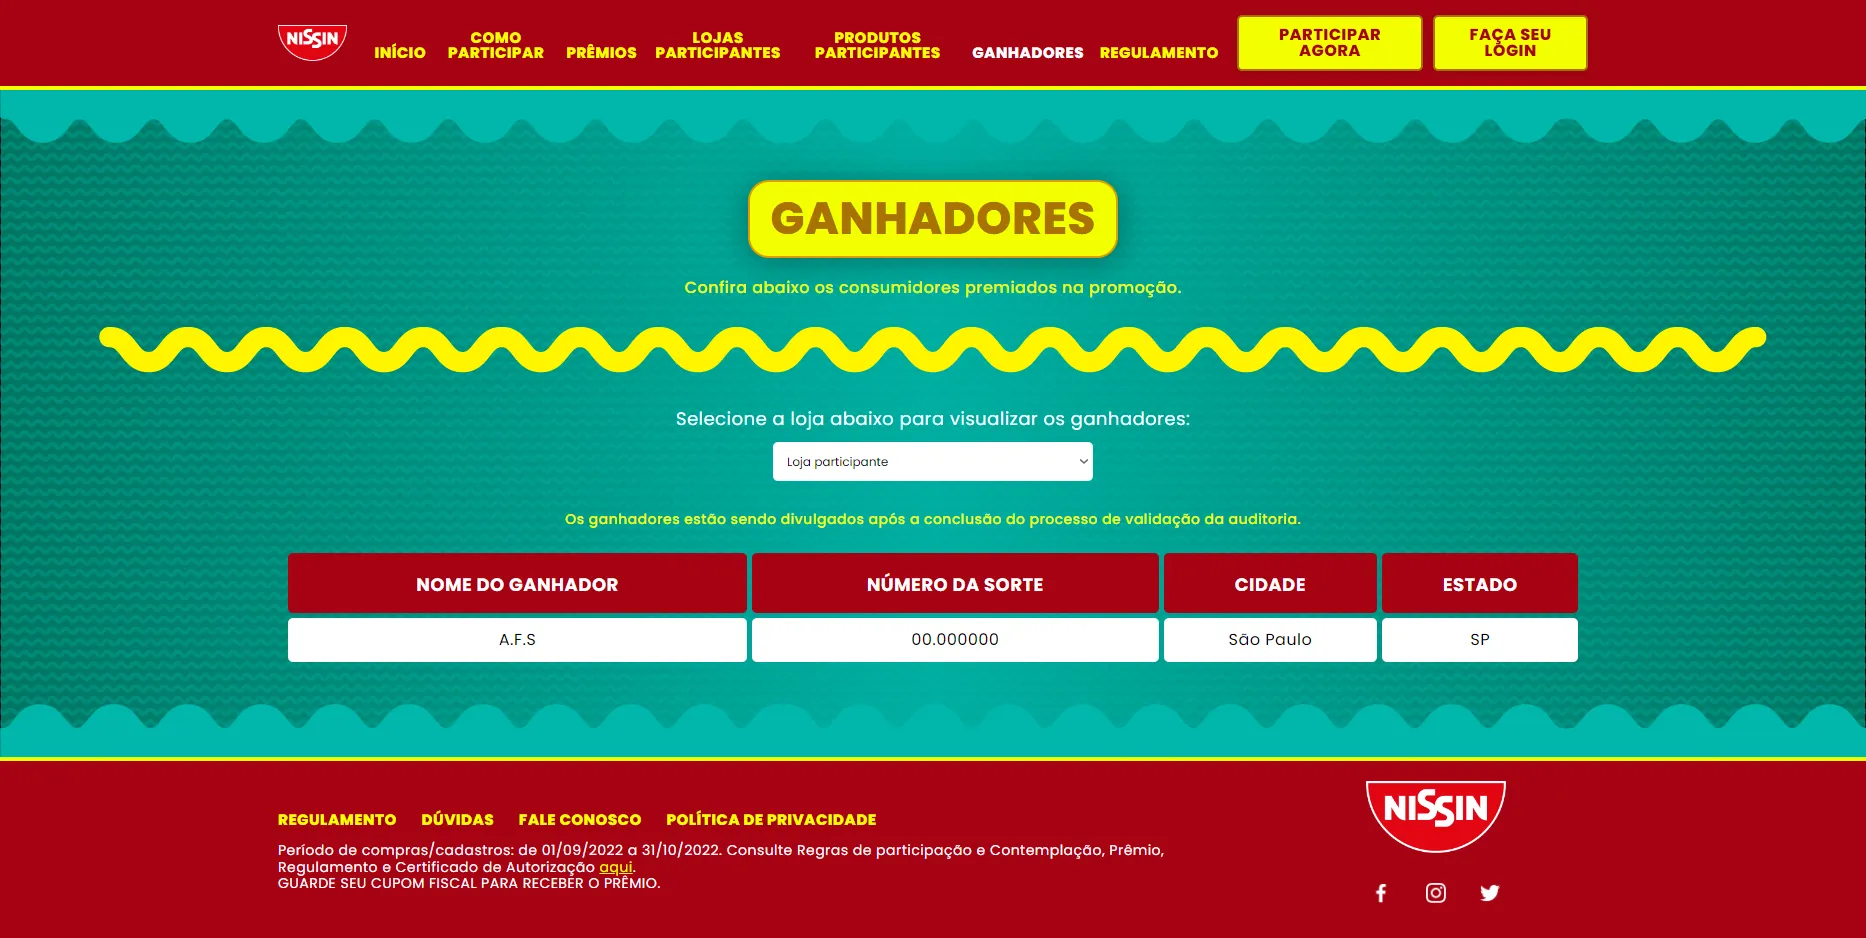 NISSIN
INÍCIO
COMO
PARTICIPAR
PRÊMIOS
LOJAS
PARTICIPANTES
PRODUTOS
PARTICIPANTES
GANHADORES
REGULAMENTO
PARTICIPAR
AGORA
FAÇA SEU
LOGIN
GANHADORES
Confira abaixo os consumidores premiados na promoção.
Selecione a loja abaixo para visualizar os ganhadores:
Loja participante
Os ganhadores estão sendo divulgados após a conclusão do processo de validação da auditoria.
NOME DO GANHADOR NÚMERO DA SORTE CIDADE ESTADO
A.F.S 00.000000 São Paulo SP
REGULAMENTO DÚVIDAS FALE CONOSCO POLÍTICA DE PRIVACIDADE
Período de compras/cadastros: de 01/09/2022 a 31/10/2022. Consulte Regras de participação e Contemplação, Prêmio,
Regulamento e Certificado de Autorização aqui.
GUARDE SEU CUPOM FISCAL PARA RECEBER O PRÊMIO.
NISSIN